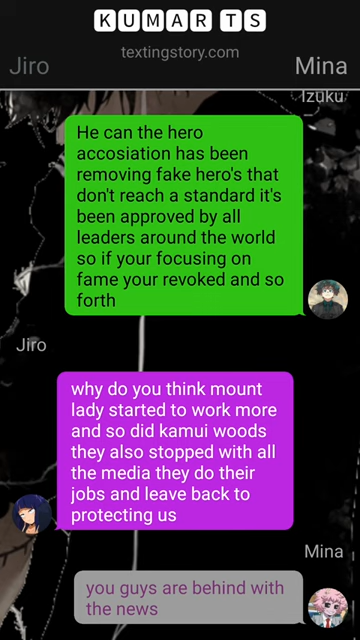 KUMAR TS
textingstory.com
Jiro Mina
Izuku
He can the hero
accosiation has been
removing fake hero's that
don't reach a standard it's
been approved by all
leaders around the world
so if your focusing on
fame your revoked and so
forth
Jiro
why do you think mount
lady started to work more
and so did kamui woods
they also stopped with all
the media they do their
jobs and leave back to
protecting us
Mina
you guys are behind with
the news